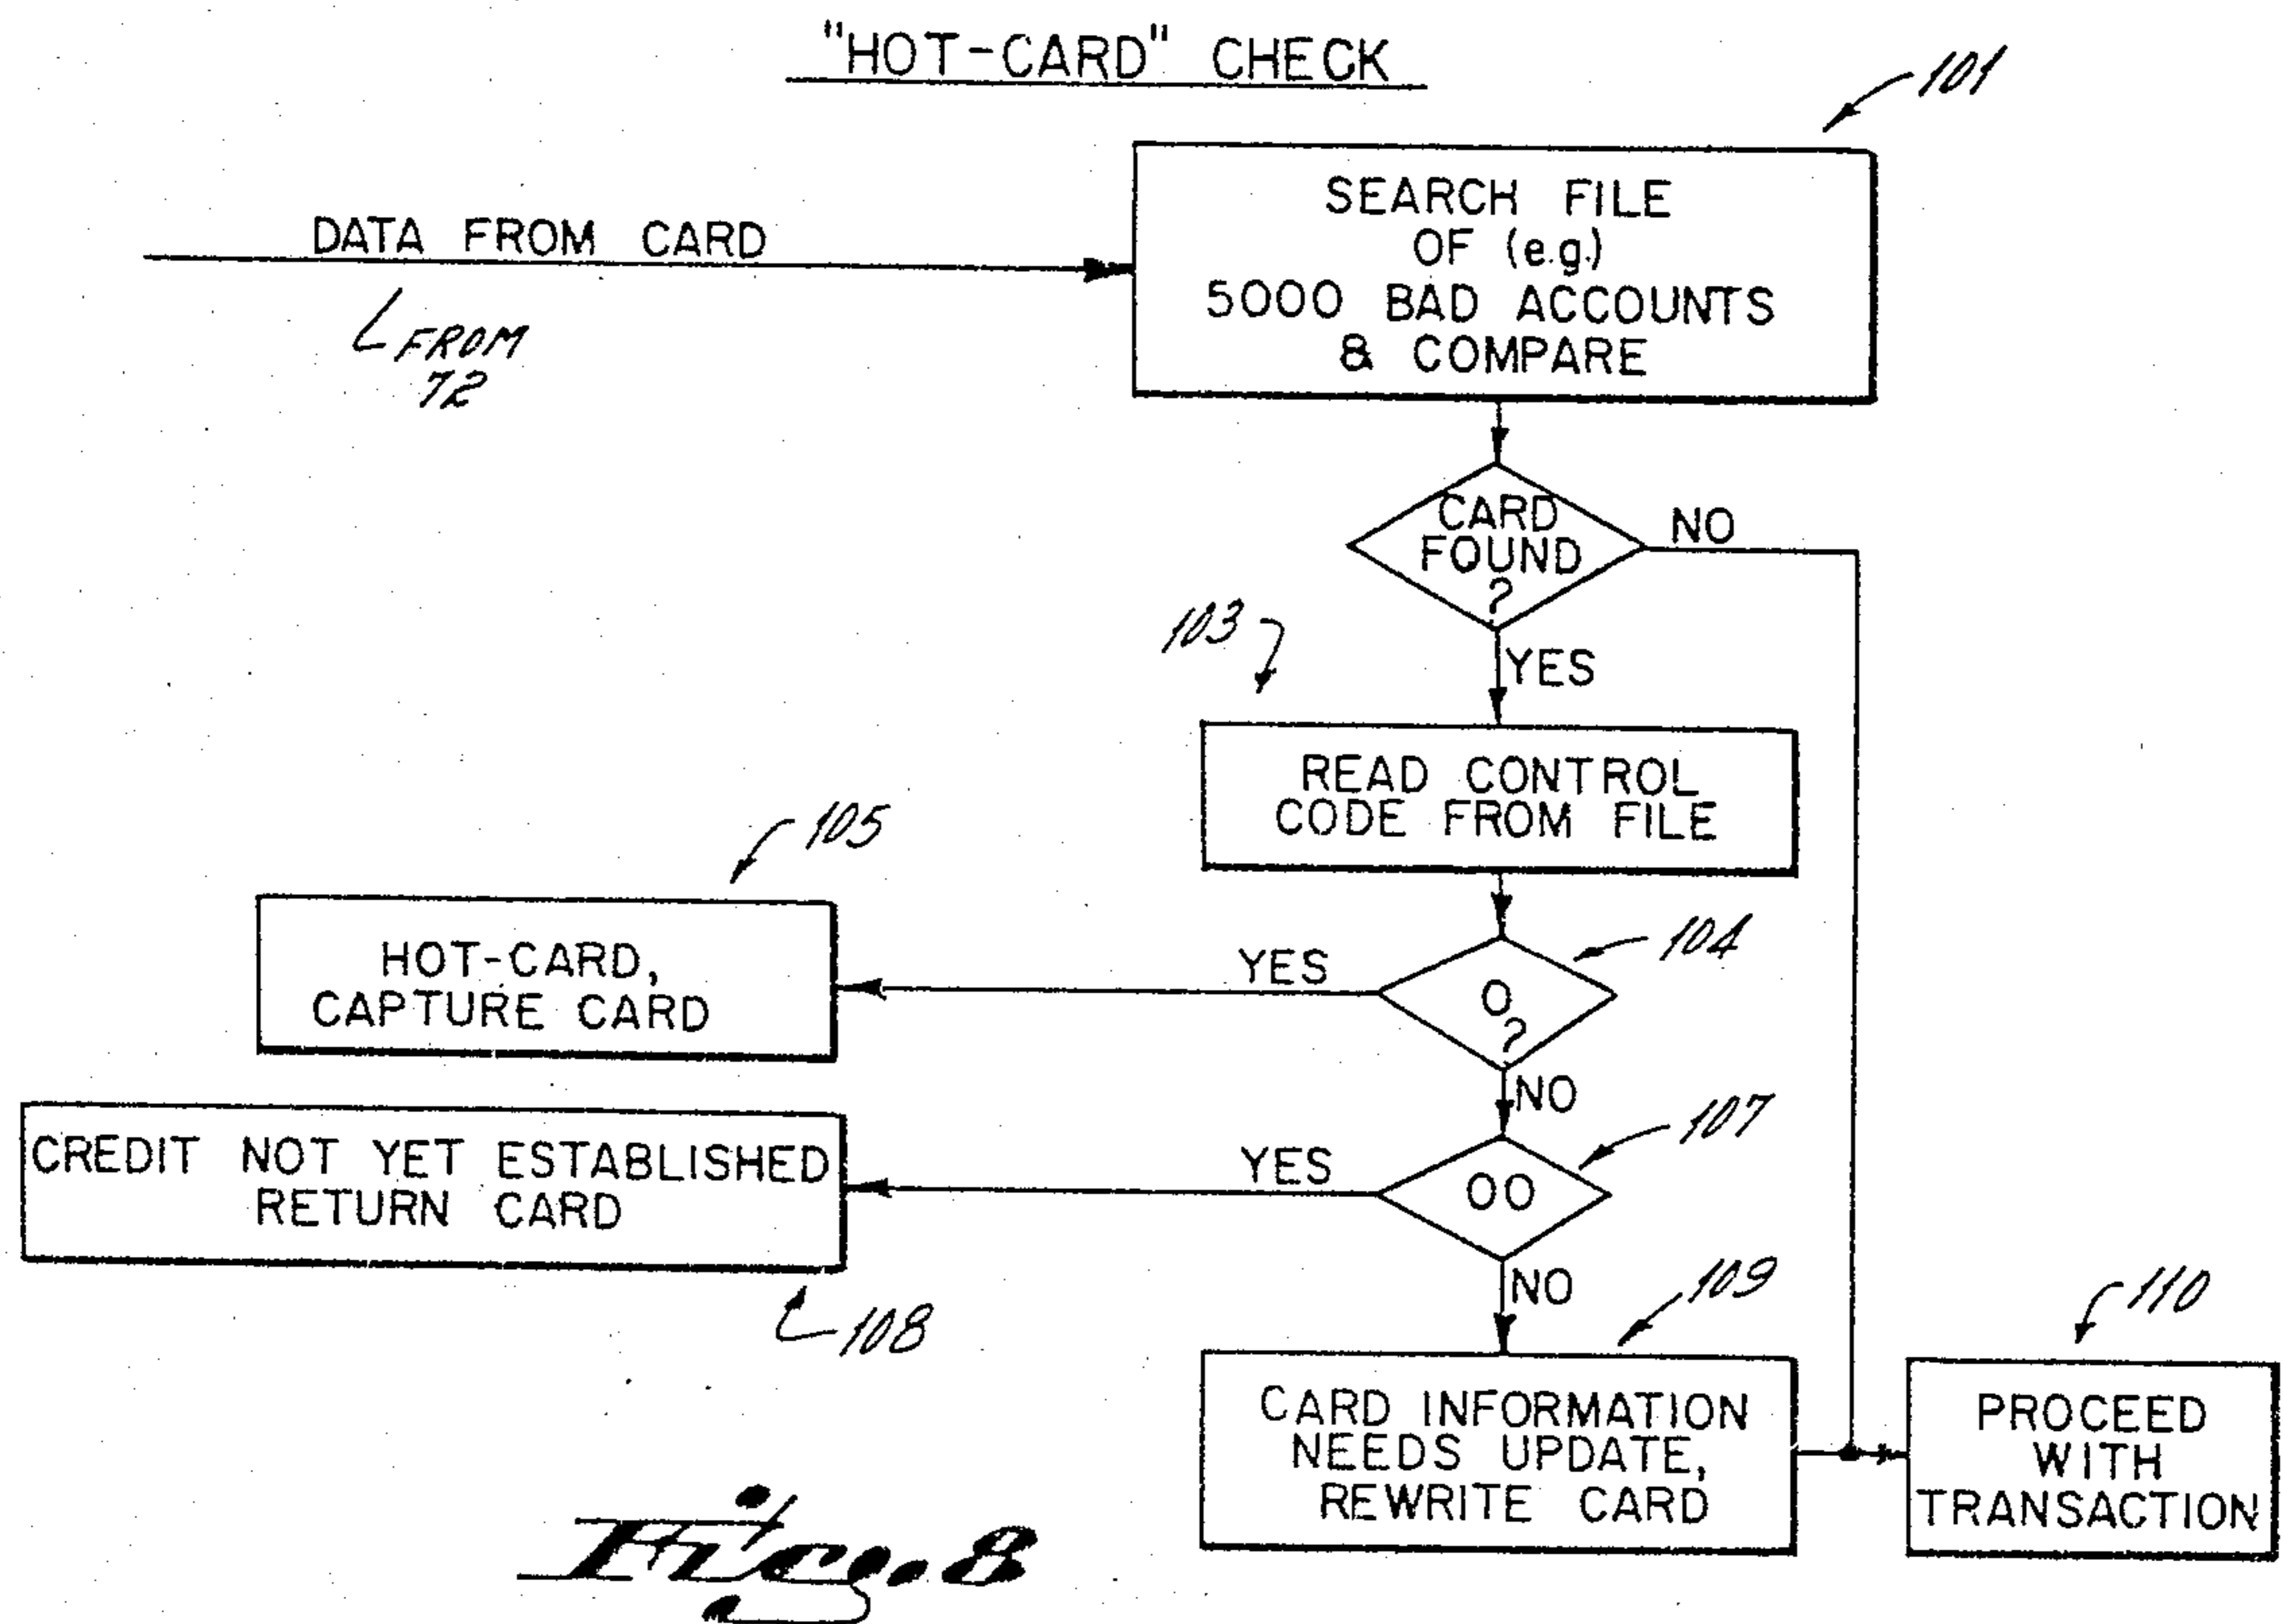 "HOT-CARD" CHECK
101
DATA FROM CARD
FROM
72
SEARCH FILE
OF (e.g.)
5000 BAD ACCOUNTS
& COMPARE
CARD
FOUND
?
NO
YES
103
READ CONTROL
CODE FROM FILE
105
HOT-CARD,
CAPTURE CARD
YES
104
0
?
NO
107
CREDIT NOT YET ESTABLISHED
RETURN CARD
YES
00
108
NO
109
110
CARD INFORMATION
NEEDS UPDATE,
REWRITE CARD
PROCEED
WITH
TRANSACTION
Fig. 8